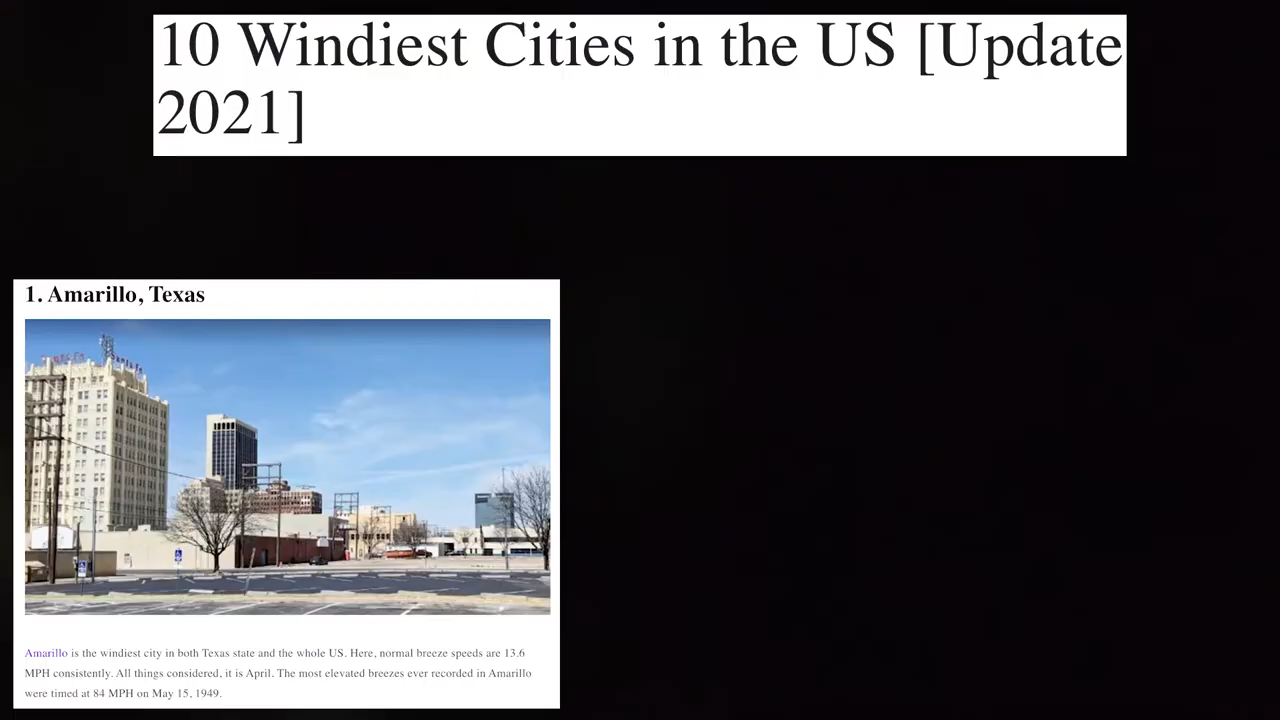 10 Windiest Cities in the US [Update
2021]
1. Amarillo, Texas
Santa Fe
Amarillo is the windiest city in both Texas state and the whole US. Here, normal breeze speeds are 13.6
MPH consistently. All things considered, it is April. The most elevated breezes ever recorded in Amarillo
were timed at 84 MPH on May 15, 1949.